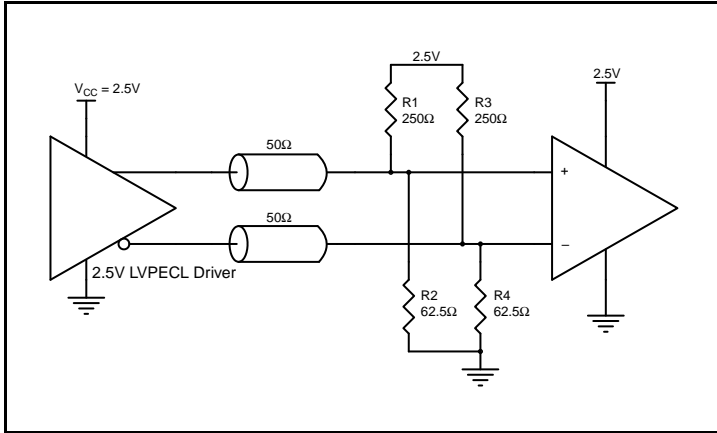 2.5V
V_CC = 2.5V
2.5V
R1
250Ω
R3
250Ω
50Ω
+
50Ω
–
2.5V LVPECL Driver
R2
62.5Ω
R4
62.5Ω